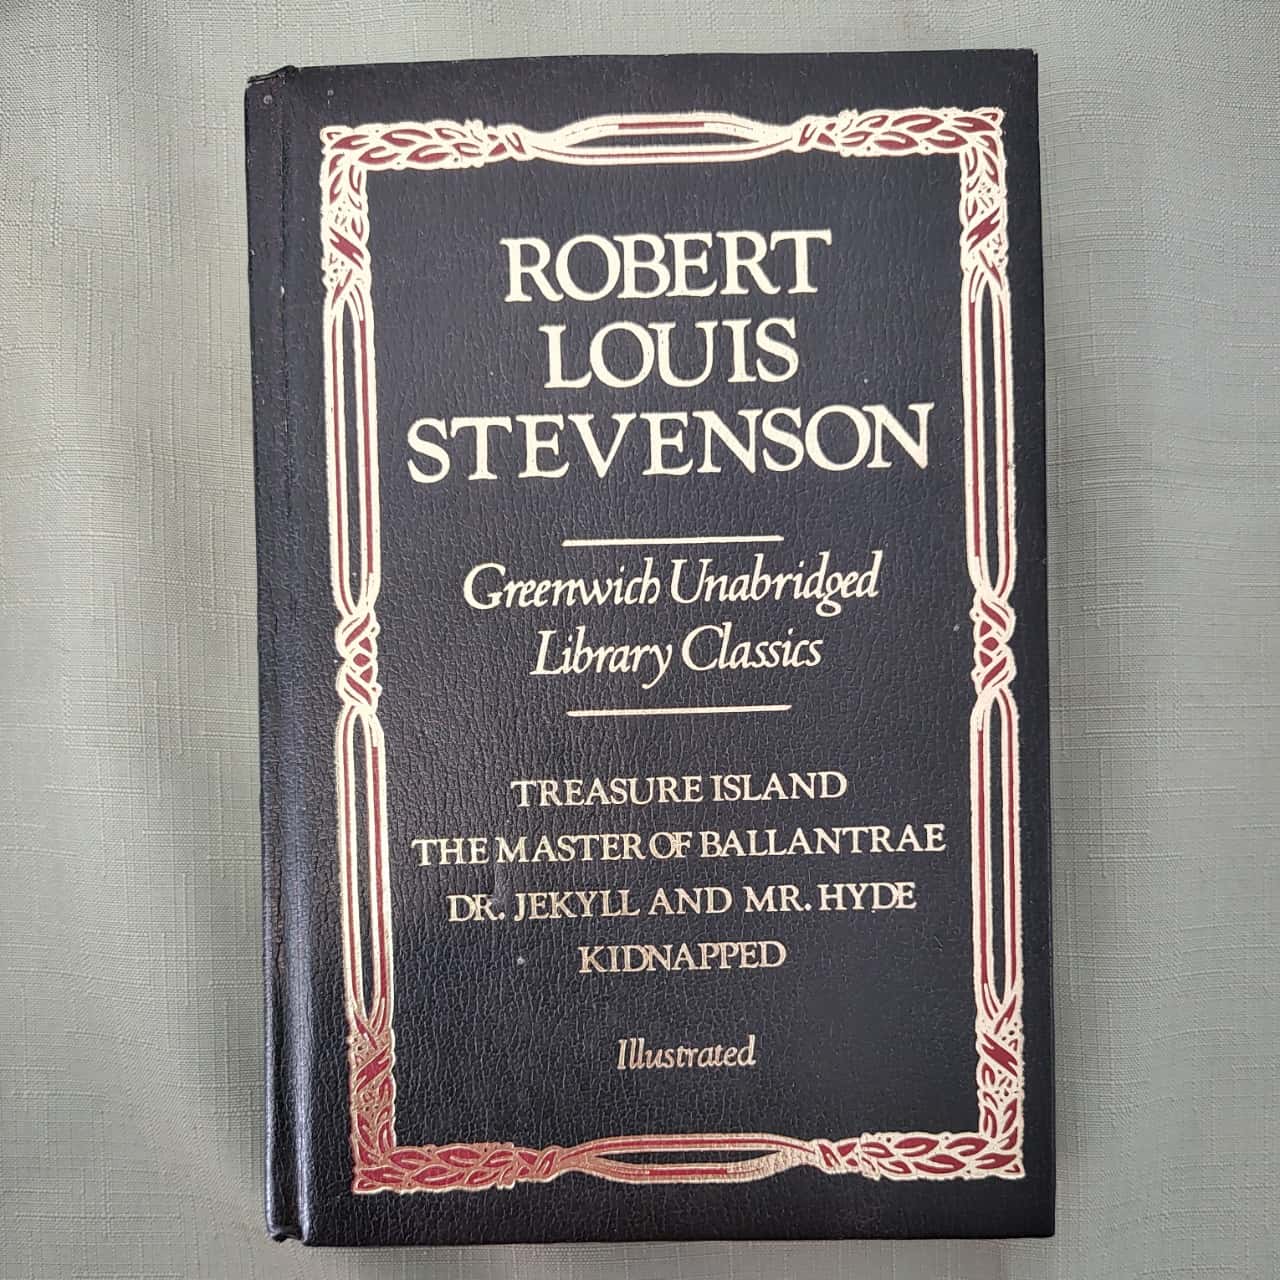 ROBERT
LOUIS
STEVENSON
Greenwich Unabridged
Library Classics
TREASURE ISLAND
THE MASTER OF BALLANTRAE
DR. JEKYLL AND MR. HYDE
KIDNAPPED
Illustrated